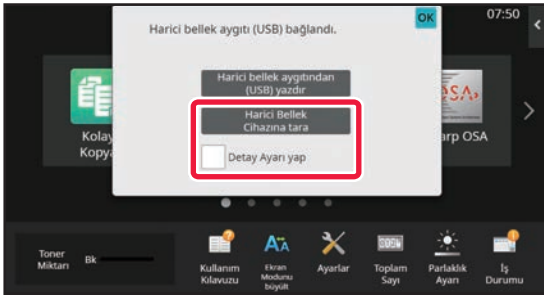 OK
07:50
Harici bellek aygıtı (USB) bağlandı.
Harici bellek aygıtından
(USB) yazdır
Harici Bellek
Cihazına tara
Detay Ayarı yap
Kolay
Kopya
arp OSA
Toner
Miktarı
Bk
Kullanım
Kılavuzu
Ekran
Modunu
büyült
Ayarlar
Toplam
Sayı
Parlaklık
Ayarı
İş
Durumu